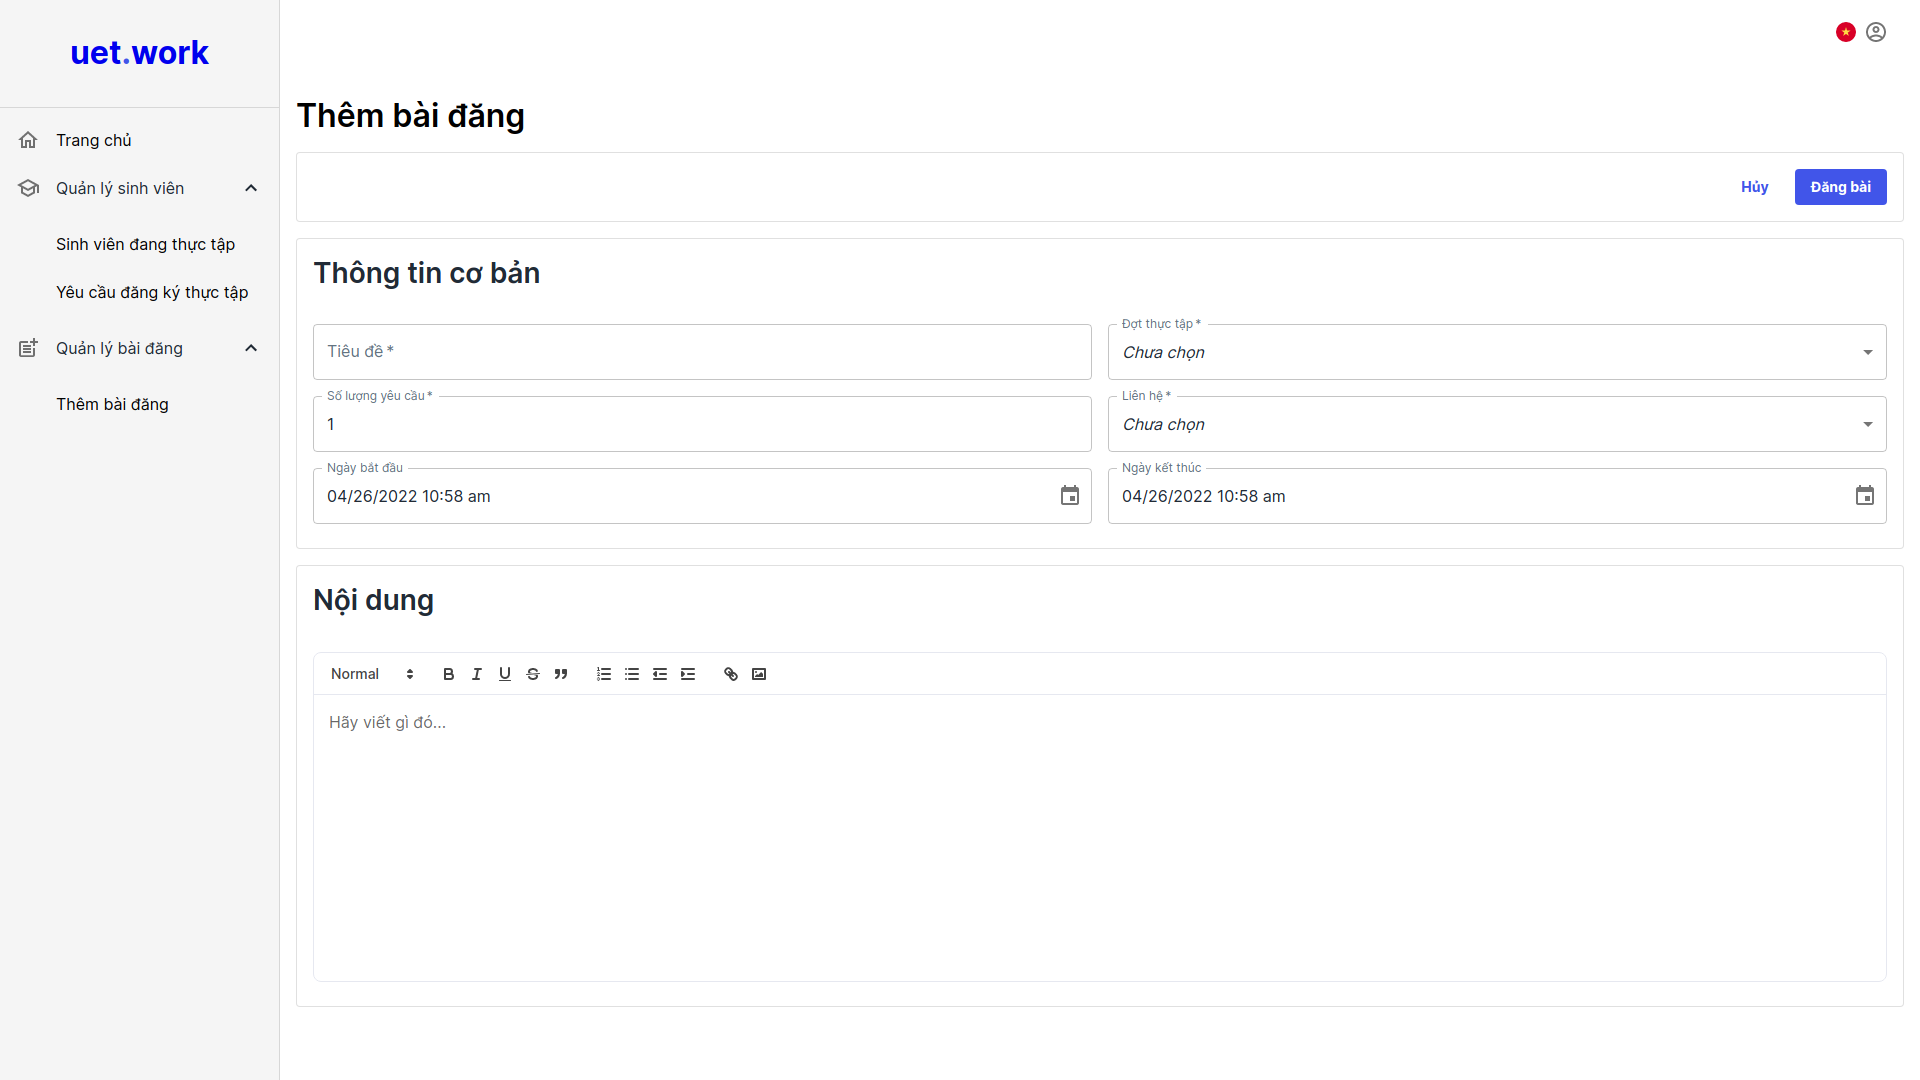 uet.work
Trang chủ
Quản lý sinh viên
Sinh viên đang thực tập
Yêu cầu đăng ký thực tập
Quản lý bài đăng
Thêm bài đăng
Thêm bài đăng
Hủy
Đăng bài
Thông tin cơ bản
Tiêu đề *
Đợt thực tập *
Chưa chọn
Số lượng yêu cầu *
1
Liên hệ *
Chưa chọn
Ngày bắt đầu
04/26/2022 10:58 am
Ngày kết thúc
04/26/2022 10:58 am
Nội dung
Normal
Hãy viết gì đó...